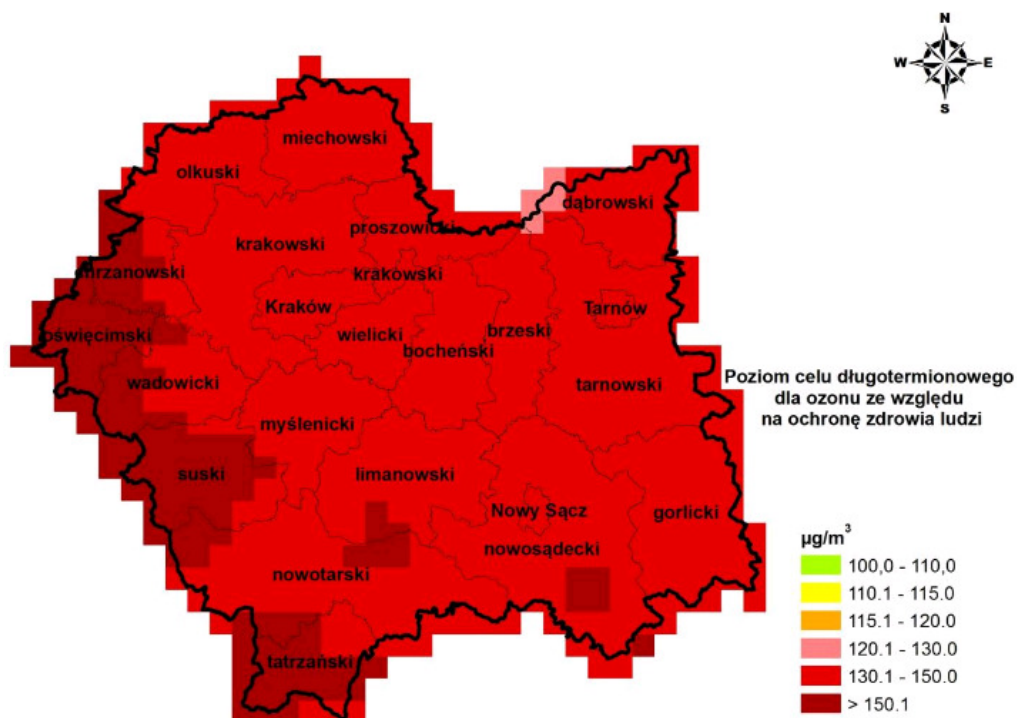 N
W E
S
miechowski
olkuski
dąbrowski
proszowicki
krakowski
krakowski
Kraków
Tarnów
oświęcimski
wielicki
brzeski
bocheński
wadowicki
tarnowski
Poziom celu długotermionowego
dla ozonu ze względu
na ochronę zdrowia ludzi
myślenicki
suski
limanowski
Nowy Sącz
gorlicki
nowosądecki
nowotarski
tatrzański
µg/m³
100,0 - 110,0
110.1 - 115.0
115.1 - 120.0
120.1 - 130.0
130.1 - 150.0
> 150.1